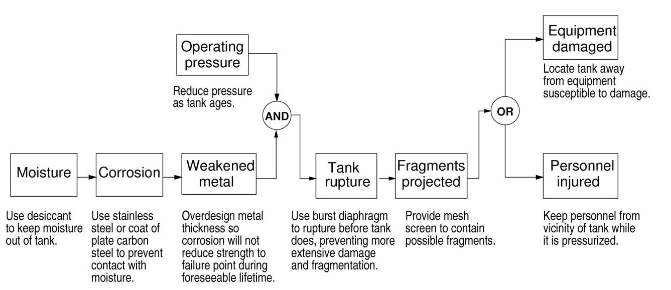 Operating
pressure
Reduce pressure
as tank ages.
AND
Equipment
damaged
Locate tank away
from equipment
susceptible to damage.
OR
Moisture
Use desiccant
to keep moisture
out of tank.
Corrosion
Use stainless
steel or coat of
plate carbon
steel to prevent
contact with
moisture.
Weakened
metal
Overdesign metal
thickness so
corrosion will not
reduce strength to
failure point during
foreseeable lifetime.
Tank
rupture
Use burst diaphragm
to rupture before tank
does, preventing more
extensive damage
and fragmentation.
Fragments
projected
Provide mesh
screen to contain
possible fragments.
Personnel
injured
Keep personnel from
vicinity of tank while
it is pressurized.